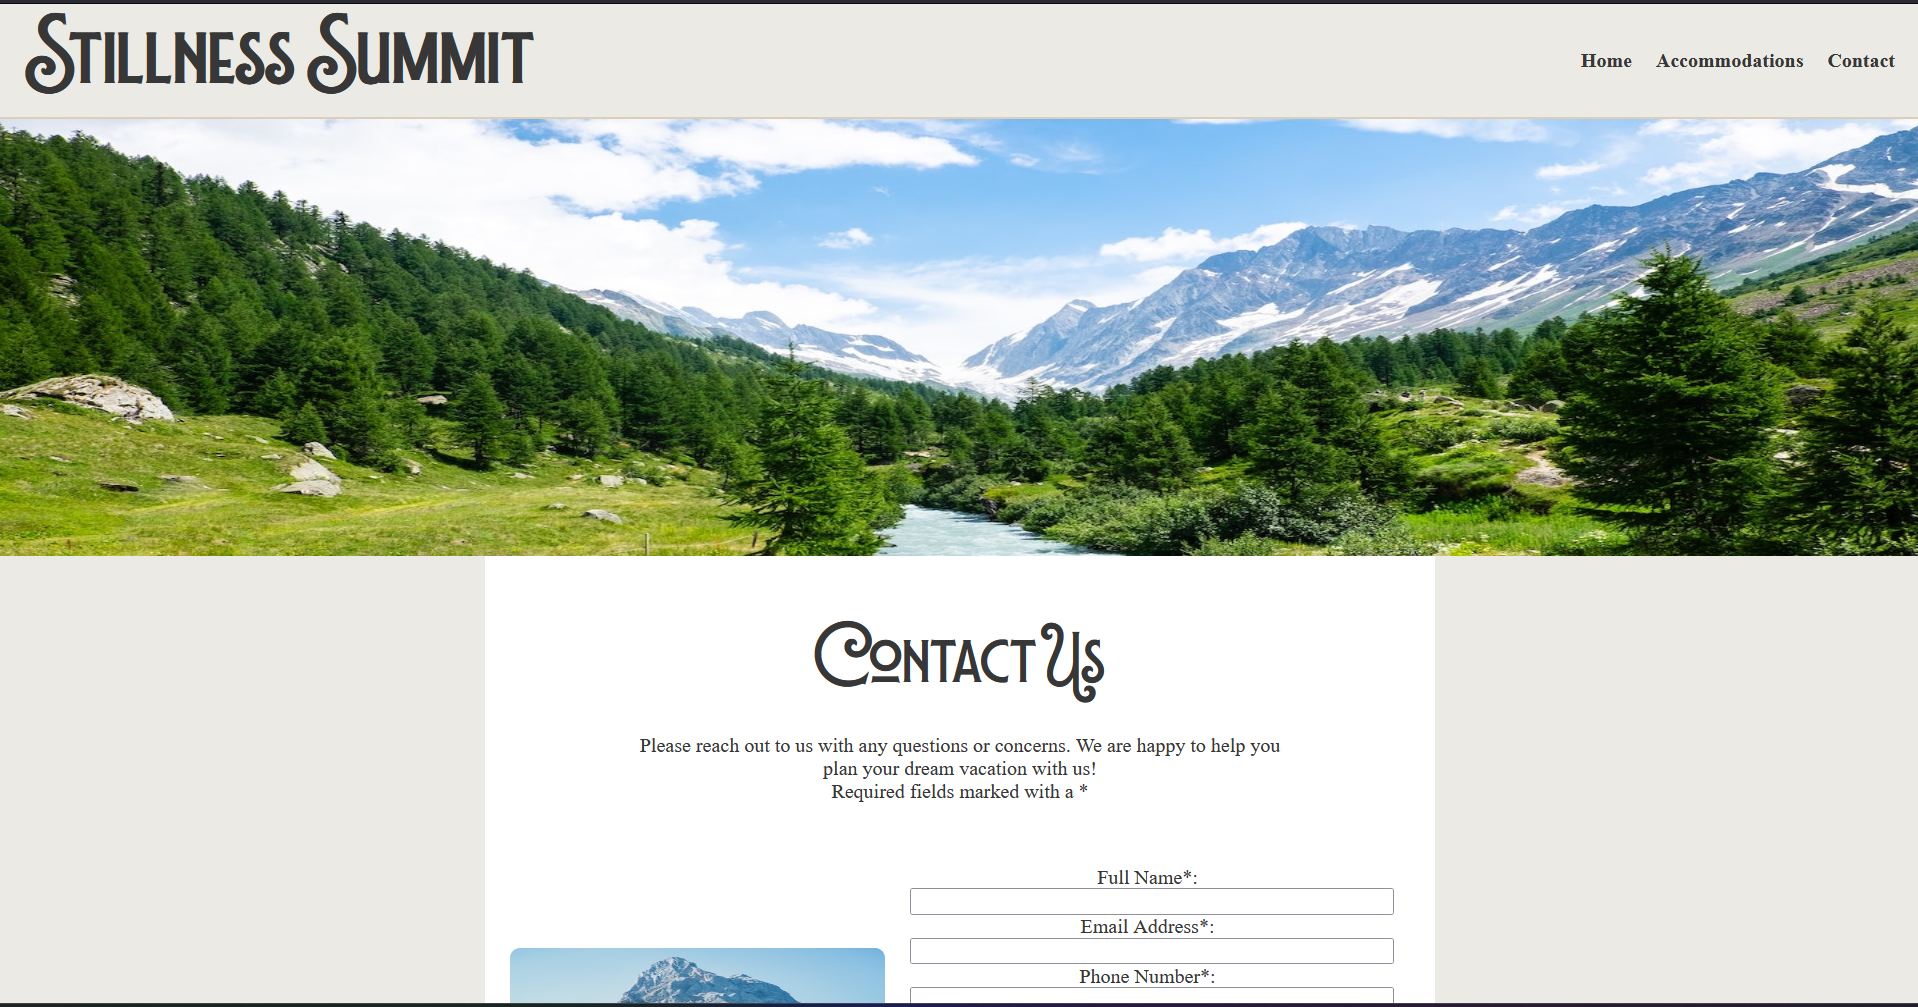 Stillness Summit
Home Accommodations Contact
Contact Us
Please reach out to us with any questions or concerns. We are happy to help you
plan your dream vacation with us!
Required fields marked with a *
Full Name*:
Email Address*:
Phone Number*: